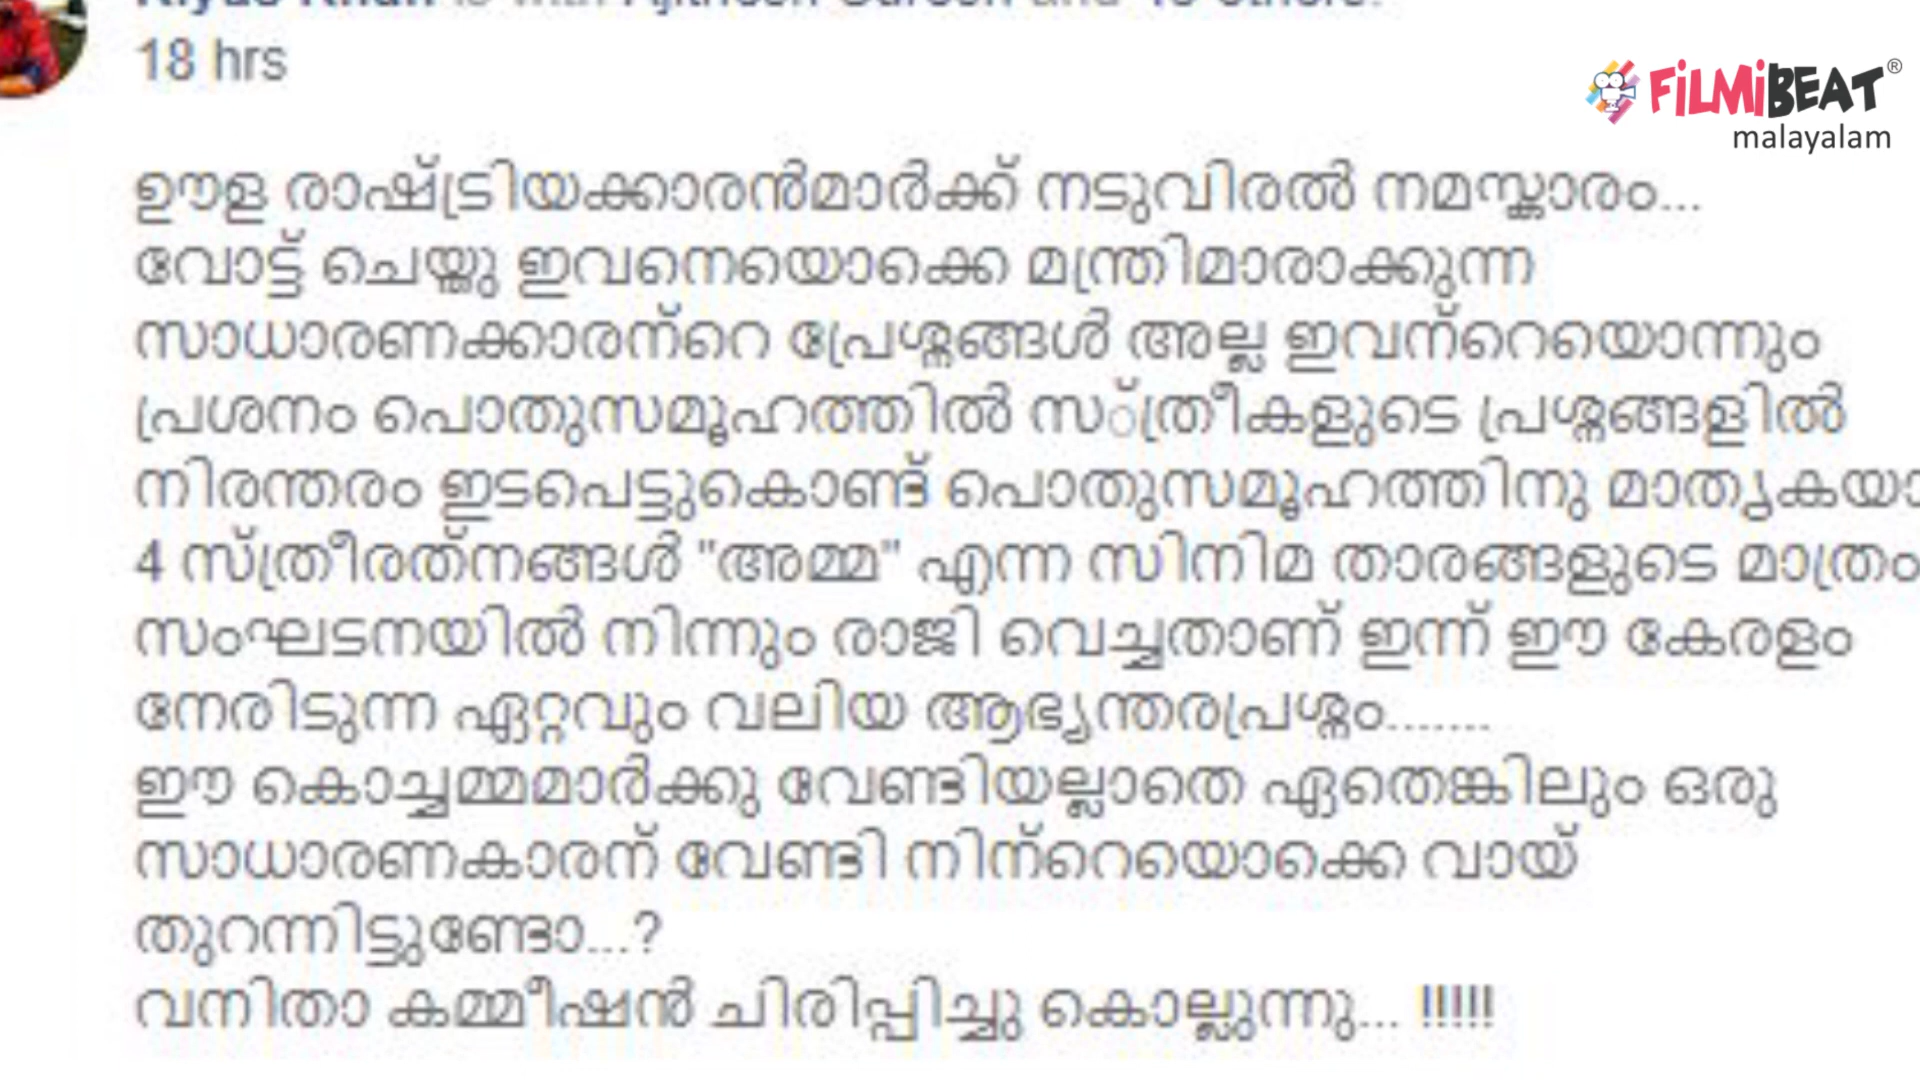 18 hrs
FiLMiBEAT®
malayalam
ഊള രാഷ്ട്രിയക്കാരൻമാർക്ക് നടുവിരൽ നമസ്കാരം...
വോട്ട് ചെയ്തു ഇവനെയൊക്കെ മന്ത്രിമാരാക്കുന്ന
സാധാരണക്കാരന്റെ പ്രേശ്നങ്ങൾ അല്ല ഇവന്റെയൊന്നും
പ്രശനം പൊതുസമൂഹത്തിൽ സ്ത്രീകളുടെ പ്രശ്നങ്ങളിൽ
നിരന്തരം ഇടപെട്ടുകൊണ്ട് പൊതുസമൂഹത്തിനു മാതൃകയാ
4 സ്ത്രീരത്‌നങ്ങൾ "അമ്മ" എന്ന സിനിമ താരങ്ങളുടെ മാത്രം
സംഘടനയിൽ നിന്നും രാജി വെച്ചതാണ് ഇന്ന് ഈ കേരളം
നേരിടുന്ന ഏറ്റവും വലിയ ആഭ്യന്തരപ്രശ്നം.......
ഈ കൊച്ചമ്മമാർക്കു വേണ്ടിയല്ലാതെ ഏതെങ്കിലും ഒരു
സാധാരണകാരന് വേണ്ടി നിന്റെയൊക്കെ വായ്
തുറന്നിട്ടുണ്ടോ...?
വനിതാ കമ്മീഷൻ ചിരിപ്പിച്ചു കൊല്ലുന്നു... !!!!!